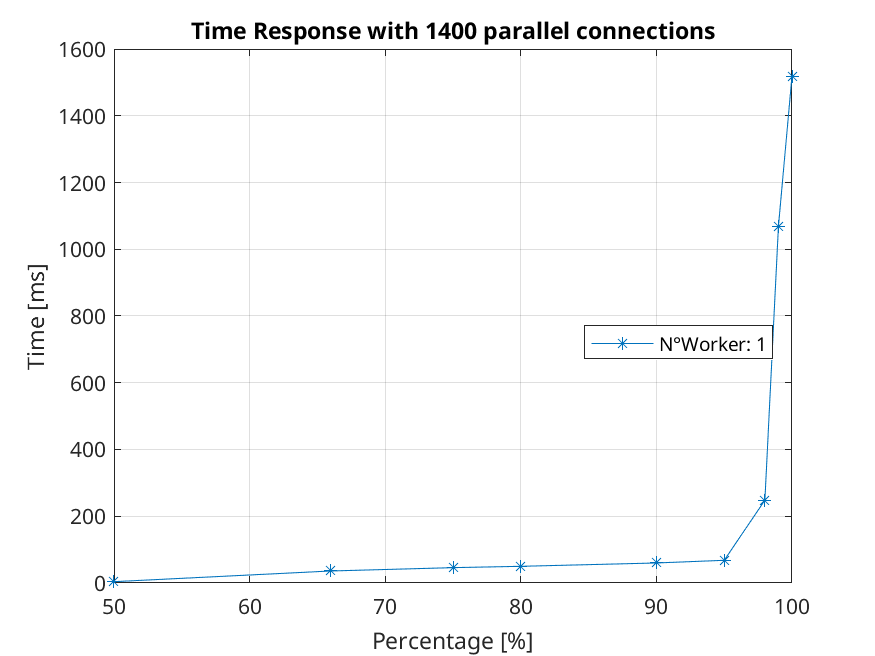 Time Response with 1400 parallel connections
1600
1400
1200
1000
800
600
400
200
0
Time [ms]
N°Worker: 1
50 60 70 80 90 100
Percentage [%]